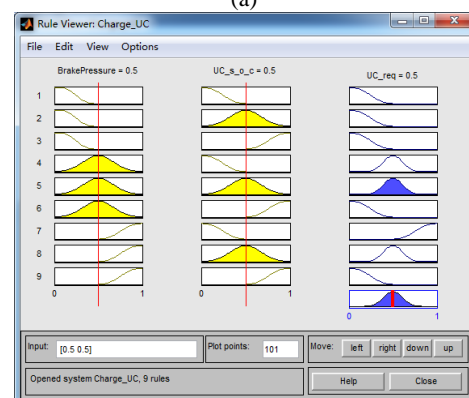 (a)
Rule Viewer: Charge_UC
File Edit View Options
BrakePressure = 0.5 UC_s_o_c = 0.5 UC_req = 0.5
1
2
3
4
5
6
7
8
9
0 1 0 1
0 1
Input: [0.5 0.5] Plot points: 101 Move: left right down up
Opened system Charge_UC, 9 rules Help Close